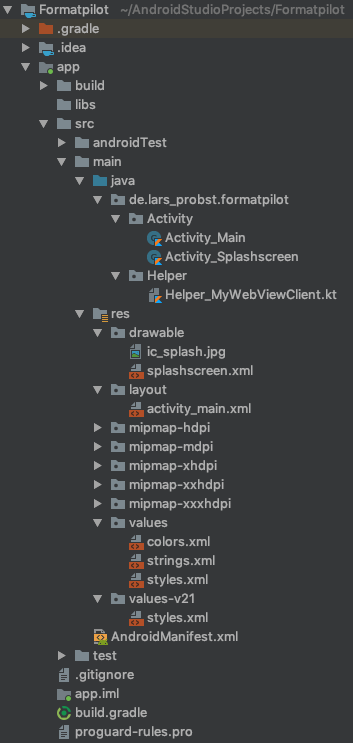 Formatpilot ~/AndroidStudioProjects/Formatpilot
.gradle
.idea
app
build
libs
src
androidTest
main
java
de.lars_probst.formatpilot
Activity
Activity_Main
Activity_Splashscreen
Helper
Helper_MyWebViewClient.kt
res
drawable
ic_splash.jpg
splashscreen.xml
layout
activity_main.xml
mipmap-hdpi
mipmap-mdpi
mipmap-xhdpi
mipmap-xxhdpi
mipmap-xxxhdpi
values
colors.xml
strings.xml
styles.xml
values-v21
styles.xml
AndroidManifest.xml
test
.gitignore
app.iml
build.gradle
proguard-rules.pro